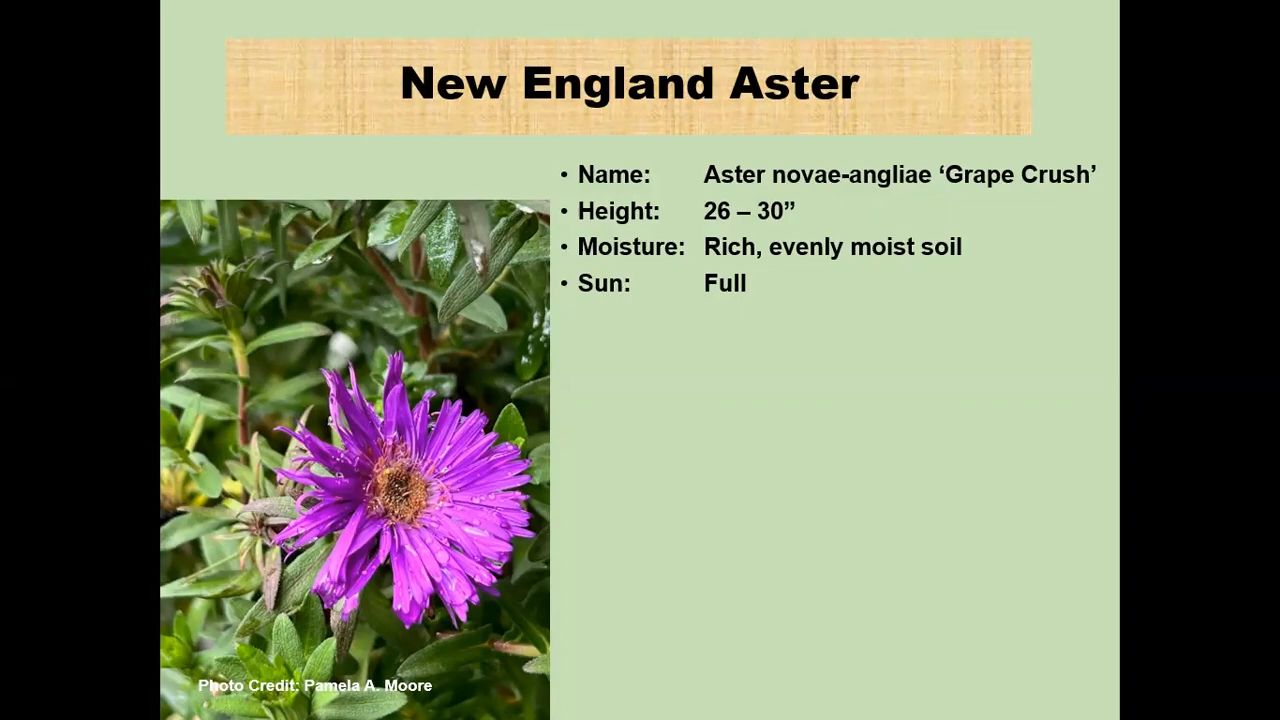 New England Aster
• Name: Aster novae-angliae ‘Grape Crush’
• Height: 26 – 30”
• Moisture: Rich, evenly moist soil
• Sun: Full
Photo Credit: Pamela A. Moore